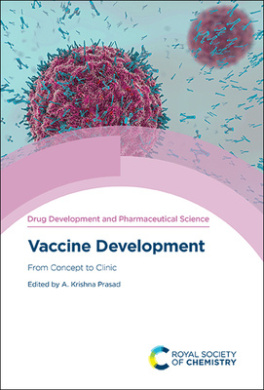 Drug Development and Pharmaceutical Science
Vaccine Development
From Concept to Clinic
Edited by A. Krishna Prasad
ROYAL SOCIETY
OF CHEMISTRY